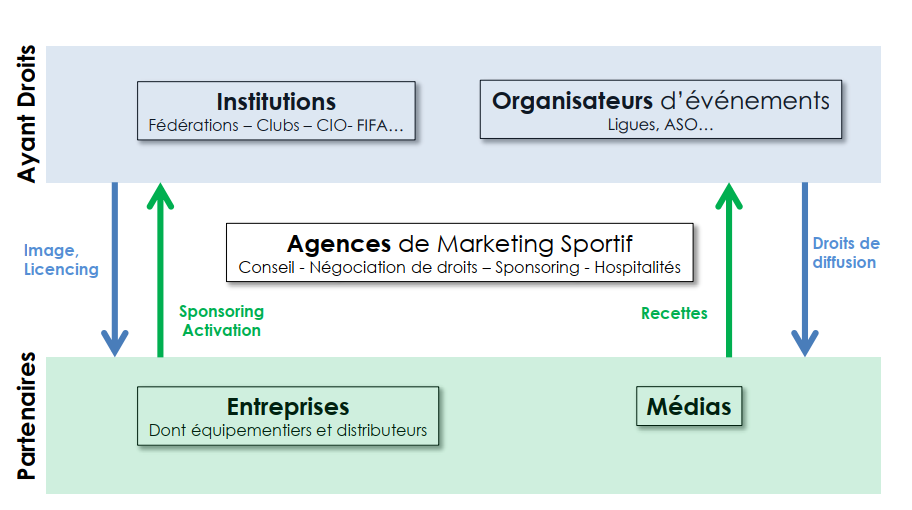 Ayant Droits
Institutions
Fédérations – Clubs – CIO- FIFA…
Organisateurs d’événements
Ligues, ASO…
Image,
Licencing
Agences de Marketing Sportif
Conseil - Négociation de droits – Sponsoring - Hospitalités
Droits de
diffusion
Sponsoring
Activation
Recettes
Partenaires
Entreprises
Dont équipementiers et distributeurs
Médias